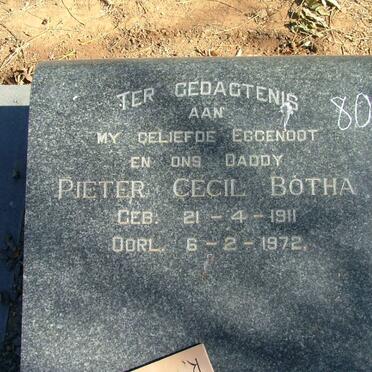 TER GEDAGTENIS
AAN
MY GELIEFDE EGGENOOT
EN ONS DADDY
PIETER CECIL BOTHA
GEB. 21-4-1911
OORL. 6-2-1972.
80
K.